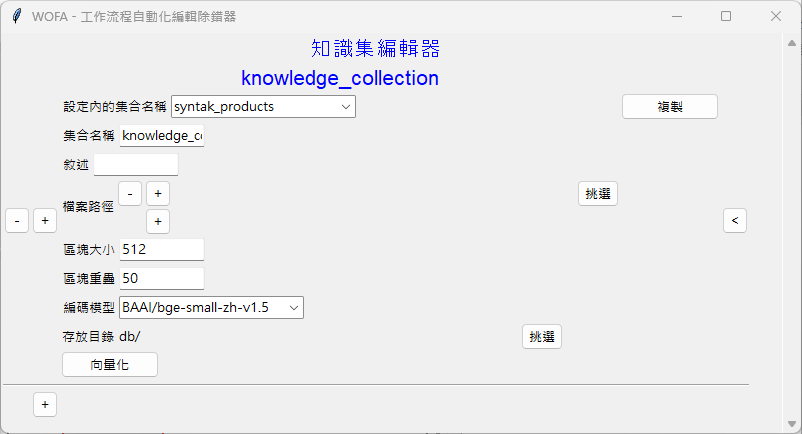 WOFA - 工作流程自動化編輯除錯器
知識集編輯器
knowledge_collection
設定內的集合名稱 syntak_products 複製
集合名稱 knowledge_c
敘述
- + 挑選
檔案路徑
- + + <
區塊大小 512
區塊重疊 50
編碼模型 BAAI/bge-small-zh-v1.5
存放目錄 db/ 挑選
向量化
+